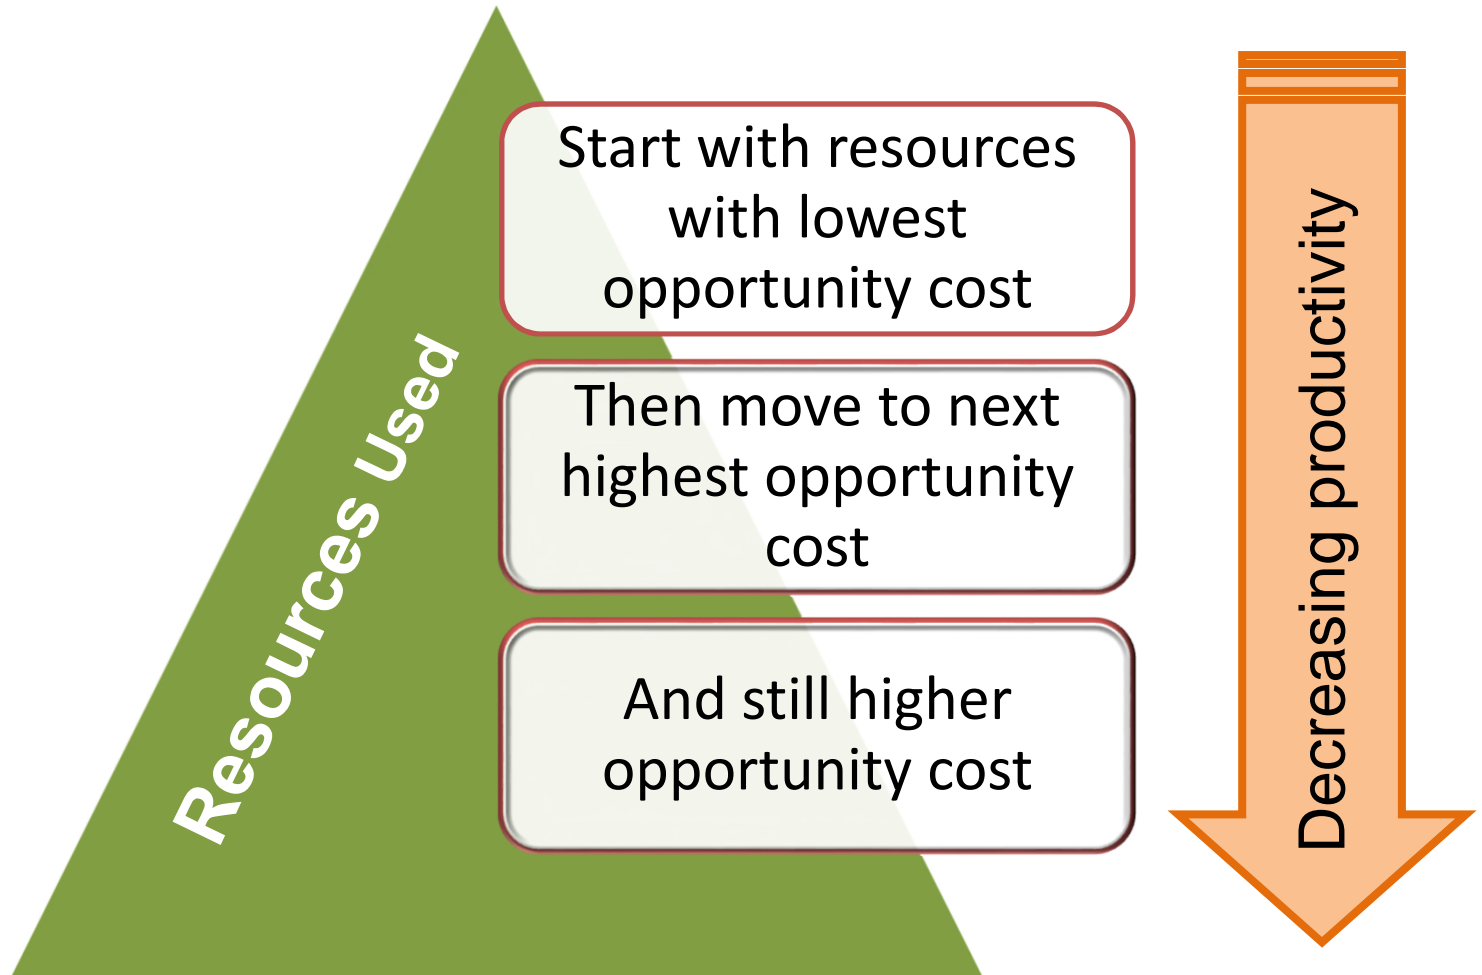 Resources Used
Start with resources
with lowest
opportunity cost
Then move to next
highest opportunity
cost
And still higher
opportunity cost
Decreasing productivity